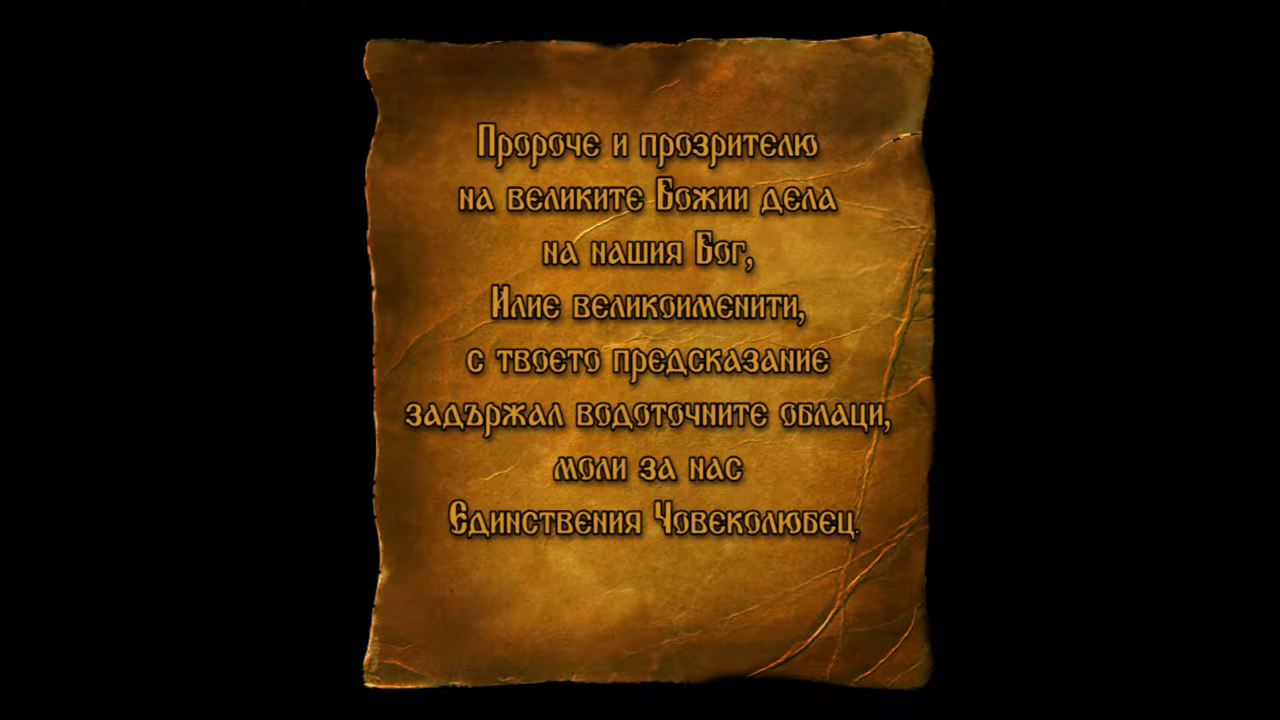 Пророче и прозрителю
на великите Божии дела
на нашия Бог,
Илие великоименити,
с твоето предсказание
задържал водоточните облаци,
моли за нас
Единствения Човеколюбец.